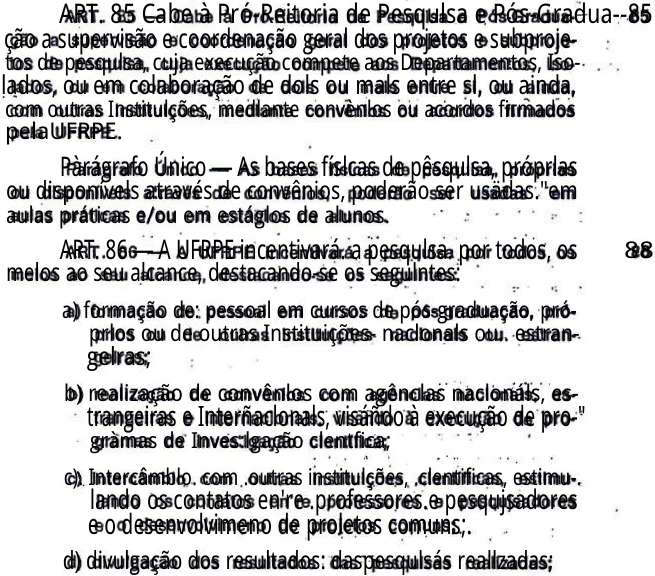 ART. 85 — Cabe à Pró-Reitoria de Pesquisa e Pós-Gradua- 85
ção a supervisão e coordenação geral dos projetos e subproje-
tos de pesquisa, cuja execução compete aos Departamentos, iso-
lados, ou em colaboração de dois ou mais entre si, ou ainda,
com outras Instituições, mediante convênios ou acordos firmados
pela UFRPE.
Parágrafo Único — As bases físicas de pesquisa, próprias
ou disponíveis através de convênios, poderão ser usadas em
aulas práticas e/ou em estágios de alunos.
ART. 86 — A UFRPE incentivará a pesquisa por todos os
meios ao seu alcance, destacando-se os seguintes:
a) formação de pessoal em cursos de pós-graduação, pró-
prios ou de outras Instituições nacionais ou estran-
geiras;
b) realização de convênios com agências nacionais, es-
trangeiras e Internacionais, visando à execução de pro-
gramas de Investigação científica;
c) Intercâmbio com outras instituições, científicas, estimu-
lando os contatos en're professores e pesquisadores
e o desenvolvimeno de projetos comuns;
d) divulgação dos resultados das pesquisas realizadas;